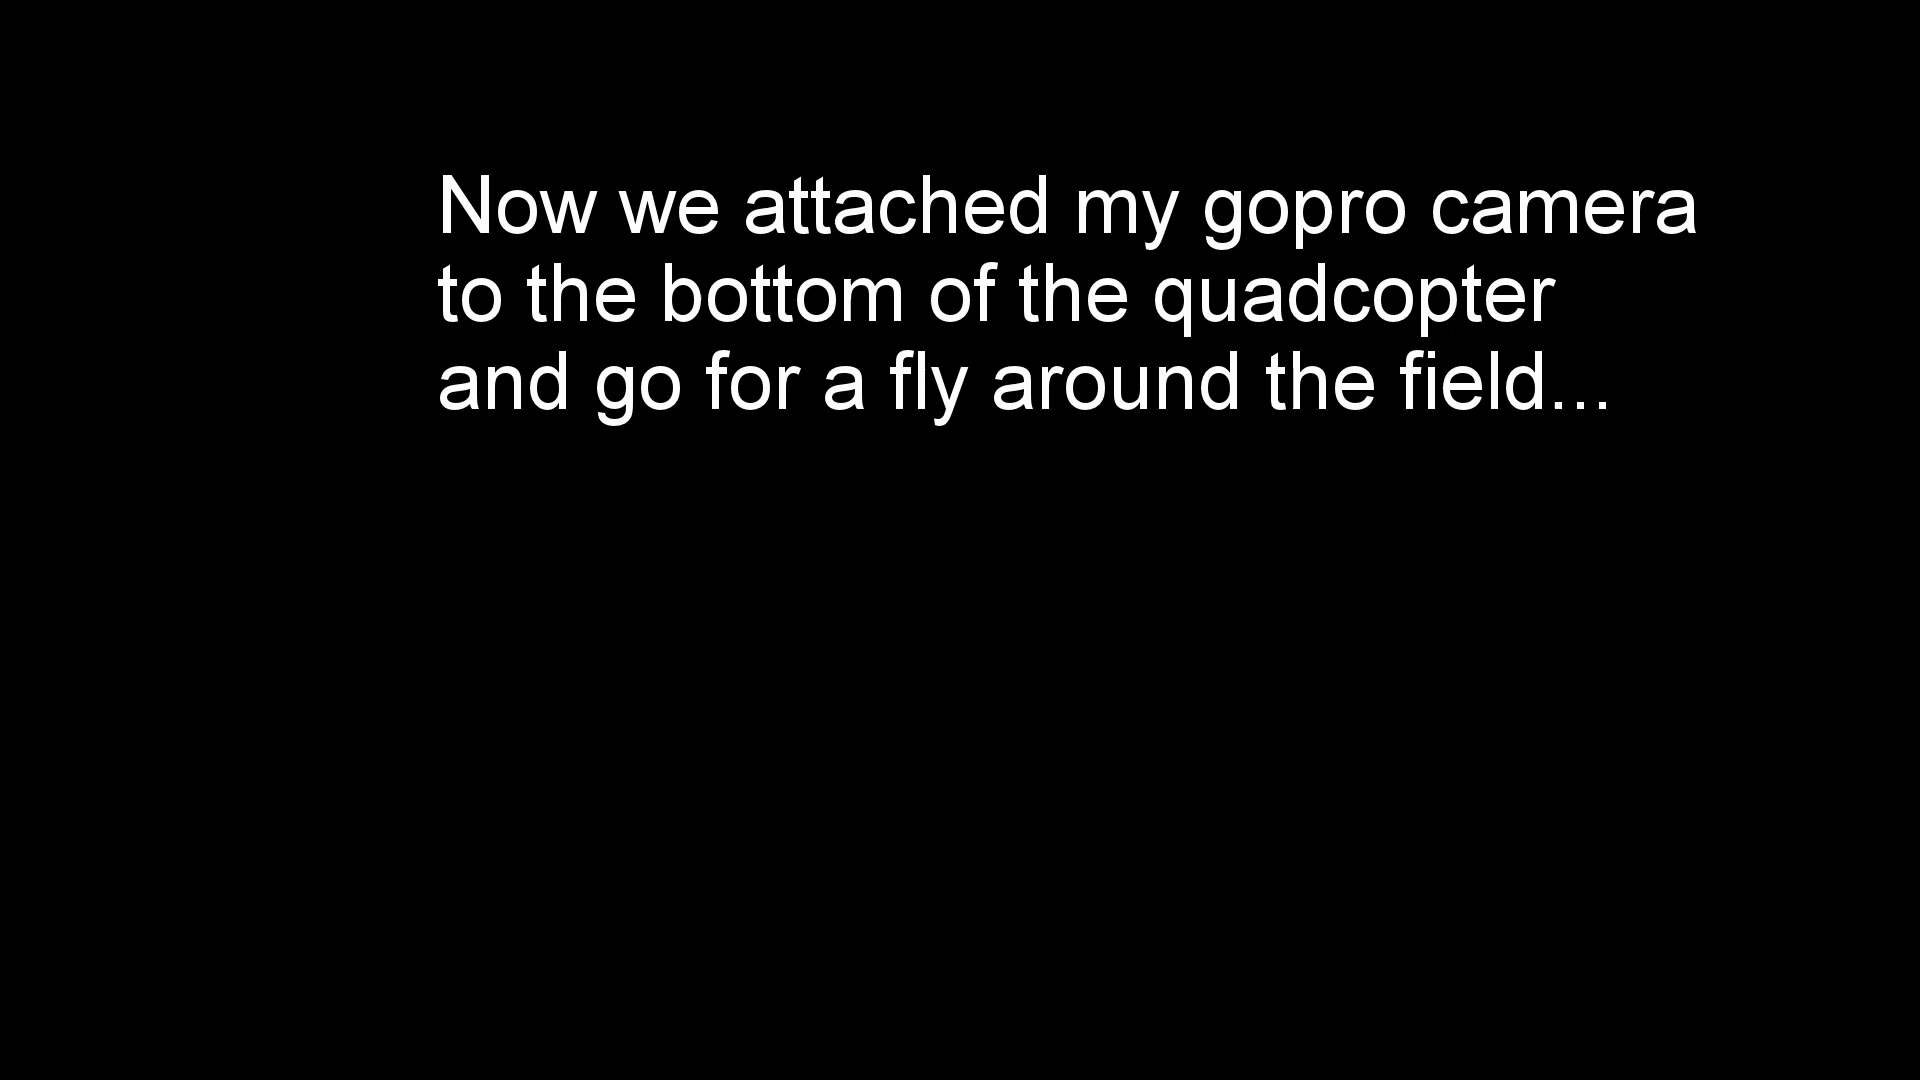 Now we attached my gopro camera
to the bottom of the quadcopter
and go for a fly around the field...